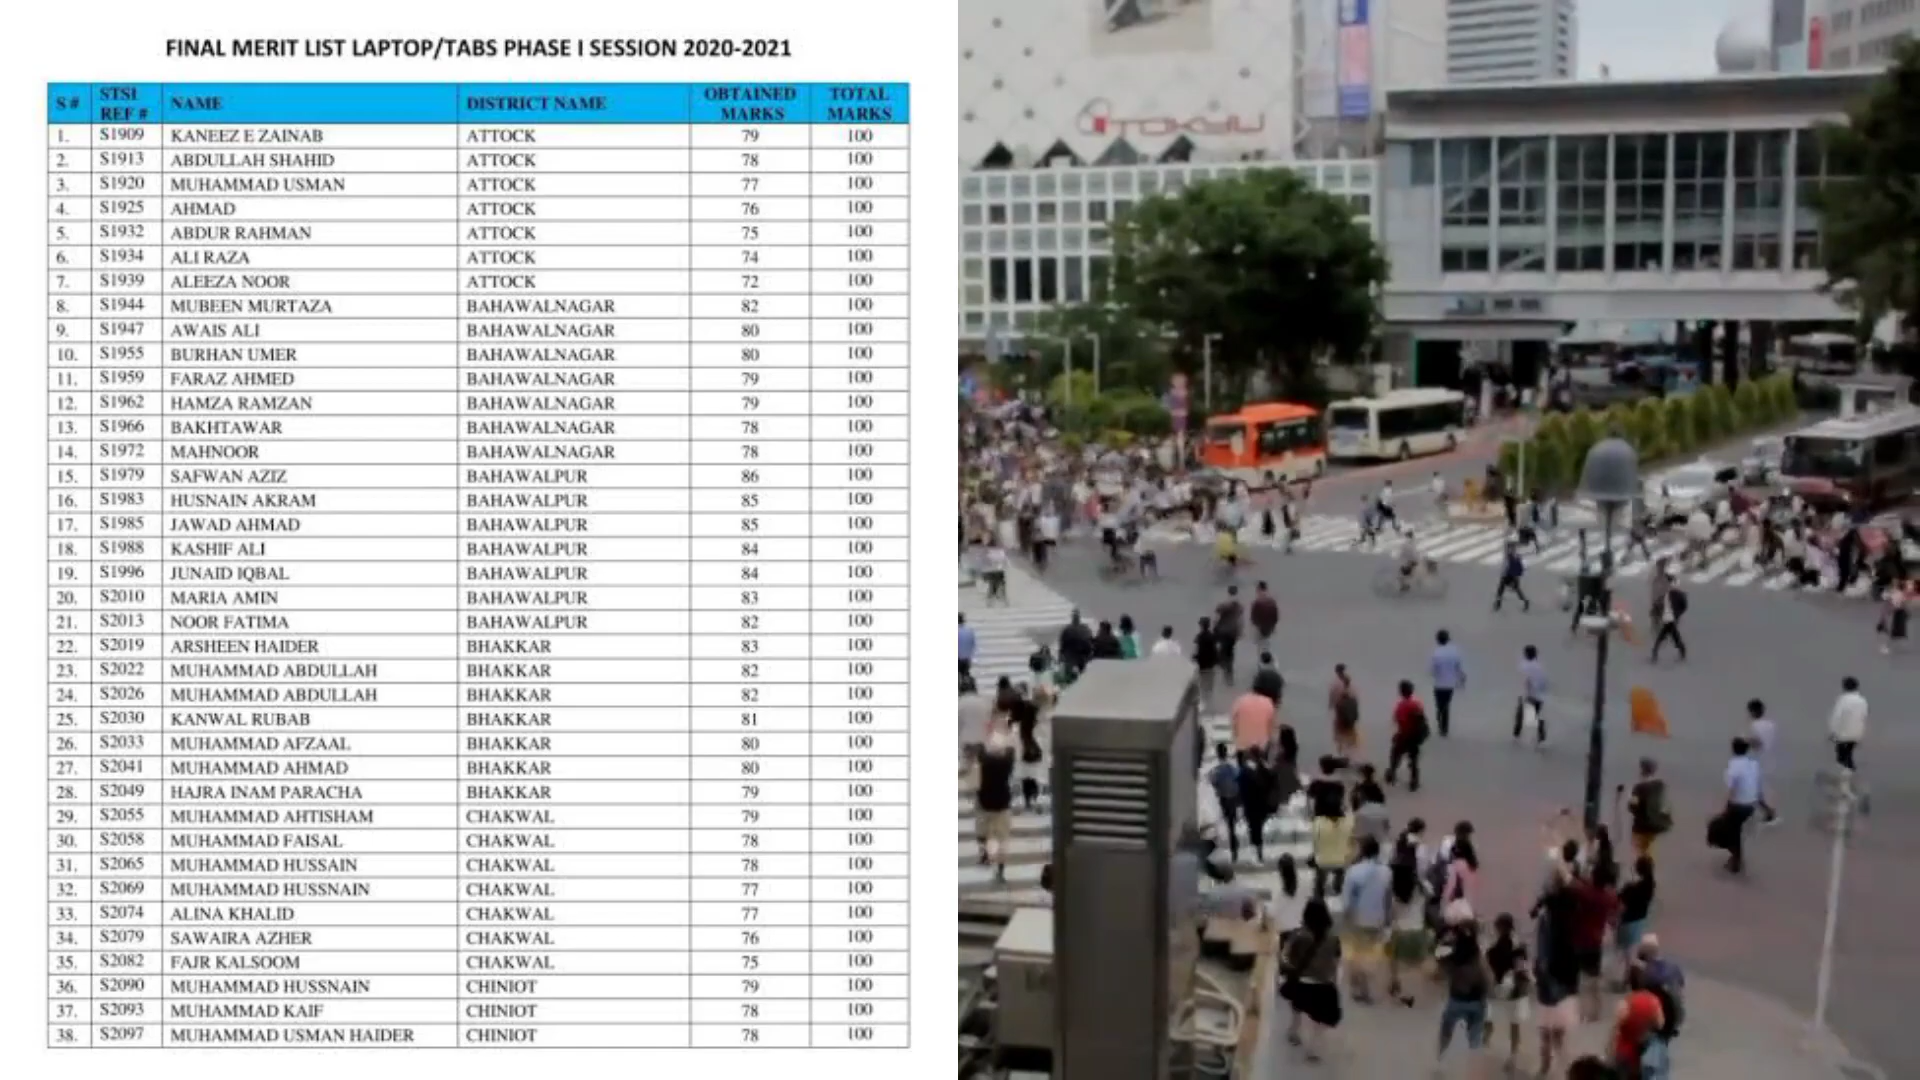 FINAL MERIT LIST LAPTOP/TABS PHASE I SESSION 2020-2021
S # STSI REF # NAME DISTRICT NAME OBTAINED MARKS TOTAL MARKS
1. S1909 KANEEZ E ZAINAB ATTOCK 79 100
2. S1913 ABDULLAH SHAHID ATTOCK 78 100
3. S1920 MUHAMMAD USMAN ATTOCK 77 100
4. S1925 AHMAD ATTOCK 76 100
5. S1932 ABDUR RAHMAN ATTOCK 75 100
6. S1934 ALI RAZA ATTOCK 74 100
7. S1939 ALEEZA NOOR ATTOCK 72 100
8. S1944 MUBEEN MURTAZA BAHAWALNAGAR 82 100
9. S1947 AWAIS ALI BAHAWALNAGAR 80 100
10. S1955 BURHAN UMER BAHAWALNAGAR 80 100
11. S1959 FARAZ AHMED BAHAWALNAGAR 79 100
12. S1962 HAMZA RAMZAN BAHAWALNAGAR 79 100
13. S1966 BAKHTAWAR BAHAWALNAGAR 78 100
14. S1972 MAHNOOR BAHAWALNAGAR 78 100
15. S1979 SAFWAN AZIZ BAHAWALPUR 86 100
16. S1983 HUSNAIN AKRAM BAHAWALPUR 85 100
17. S1985 JAWAD AHMAD BAHAWALPUR 85 100
18. S1988 KASHIF ALI BAHAWALPUR 84 100
19. S1996 JUNAID IQBAL BAHAWALPUR 84 100
20. S2010 MARIA AMIN BAHAWALPUR 83 100
21. S2013 NOOR FATIMA BAHAWALPUR 82 100
22. S2019 ARSHEEN HAIDER BHAKKAR 83 100
23. S2022 MUHAMMAD ABDULLAH BHAKKAR 82 100
24. S2026 MUHAMMAD ABDULLAH BHAKKAR 82 100
25. S2030 KANWAL RUBAB BHAKKAR 81 100
26. S2033 MUHAMMAD AFZAAL BHAKKAR 80 100
27. S2041 MUHAMMAD AHMAD BHAKKAR 80 100
28. S2049 HAJRA INAM PARACHA BHAKKAR 79 100
29. S2055 MUHAMMAD AHTISHAM CHAKWAL 79 100
30. S2058 MUHAMMAD FAISAL CHAKWAL 78 100
31. S2065 MUHAMMAD HUSSAIN CHAKWAL 78 100
32. S2069 MUHAMMAD HUSSNAIN CHAKWAL 77 100
33. S2074 ALINA KHALID CHAKWAL 77 100
34. S2079 SAWAIRA AZHER CHAKWAL 76 100
35. S2082 FAJR KALSOOM CHAKWAL 75 100
36. S2090 MUHAMMAD HUSSNAIN CHINIOT 79 100
37. S2093 MUHAMMAD KAIF CHINIOT 78 100
38. S2097 MUHAMMAD USMAN HAIDER CHINIOT 78 100
TOKYU